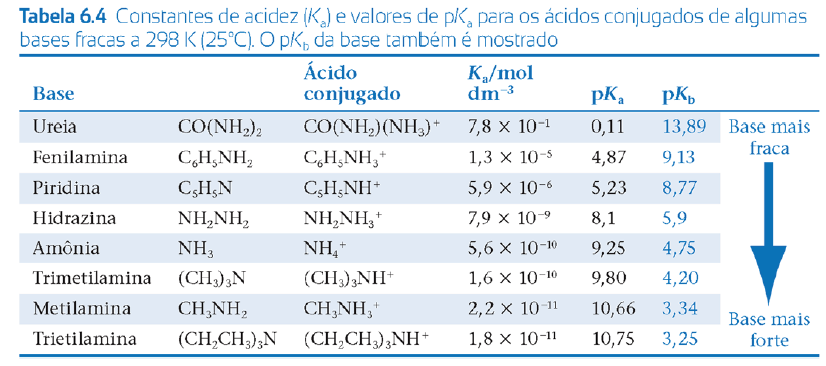 Tabela 6.4 Constantes de acidez (Kₐ) e valores de pKₐ para os ácidos conjugados de algumas
bases fracas a 298 K (25°C). O pK_b da base também é mostrado
Base Ácido conjugado Kₐ/mol dm⁻³ pKₐ pK_b
Ureia CO(NH₂)₂ CO(NH₂)(NH₃)⁺ 7,8 × 10⁻¹ 0,11 13,89 Base mais fraca
Fenilamina C₆H₅NH₂ C₆H₅NH₃⁺ 1,3 × 10⁻⁵ 4,87 9,13
Piridina C₅H₅N C₅H₅NH⁺ 5,9 × 10⁻⁶ 5,23 8,77
Hidrazina NH₂NH₂ NH₂NH₃⁺ 7,9 × 10⁻⁹ 8,1 5,9
Amônia NH₃ NH₄⁺ 5,6 × 10⁻¹⁰ 9,25 4,75
Trimetilamina (CH₃)₃N (CH₃)₃NH⁺ 1,6 × 10⁻¹⁰ 9,80 4,20
Metilamina CH₃NH₂ CH₃NH₃⁺ 2,2 × 10⁻¹¹ 10,66 3,34 Base mais forte
Trietilamina (CH₂CH₃)₃N (CH₂CH₃)₃NH⁺ 1,8 × 10⁻¹¹ 10,75 3,25